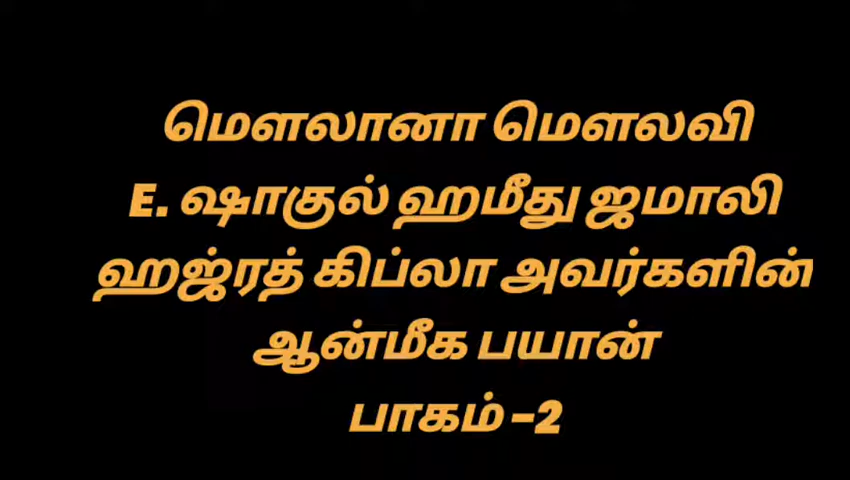 மௌலானா மௌலவி
E. ஷாகுல் ஹமீது ஜமாலி
ஹஜ்ரத் கிப்லா அவர்களின்
ஆன்மீக பயான்
பாகம் -2